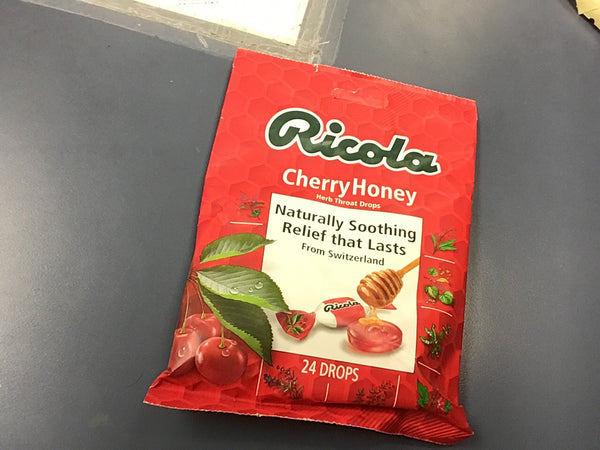 Ricola
CherryHoney
Herb Throat Drops
Naturally Soothing
Relief that Lasts
From Switzerland
Ricola
24 DROPS